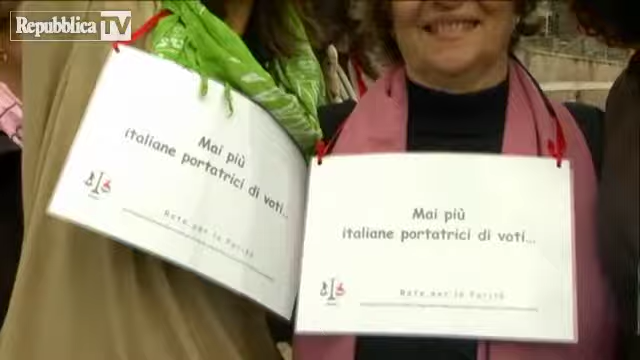 Repubblica TV
Mai più
italiane portatrici di voti...
Rete per la Parità
Mai più
italiane portatrici di voti...
Rete per la Parità